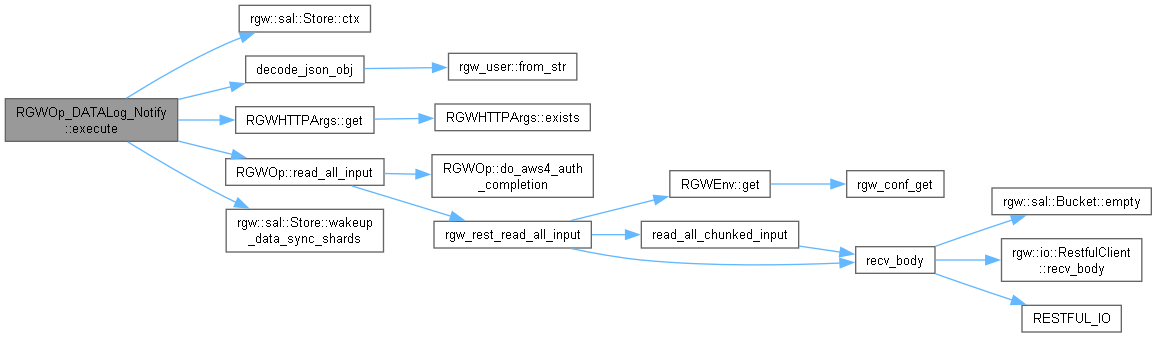 RGWOp_DATALog_Notify
::execute
rgw::sal::Store::ctx
decode_json_obj
rgw_user::from_str
RGWHTTPArgs::get
RGWHTTPArgs::exists
RGWOp::read_all_input
RGWOp::do_aws4_auth
_completion
rgw::sal::Store::wakeup
_data_sync_shards
rgw_rest_read_all_input
RGWEnv::get
rgw_conf_get
read_all_chunked_input
recv_body
rgw::sal::Bucket::empty
rgw::io::RestfulClient
::recv_body
RESTFUL_IO